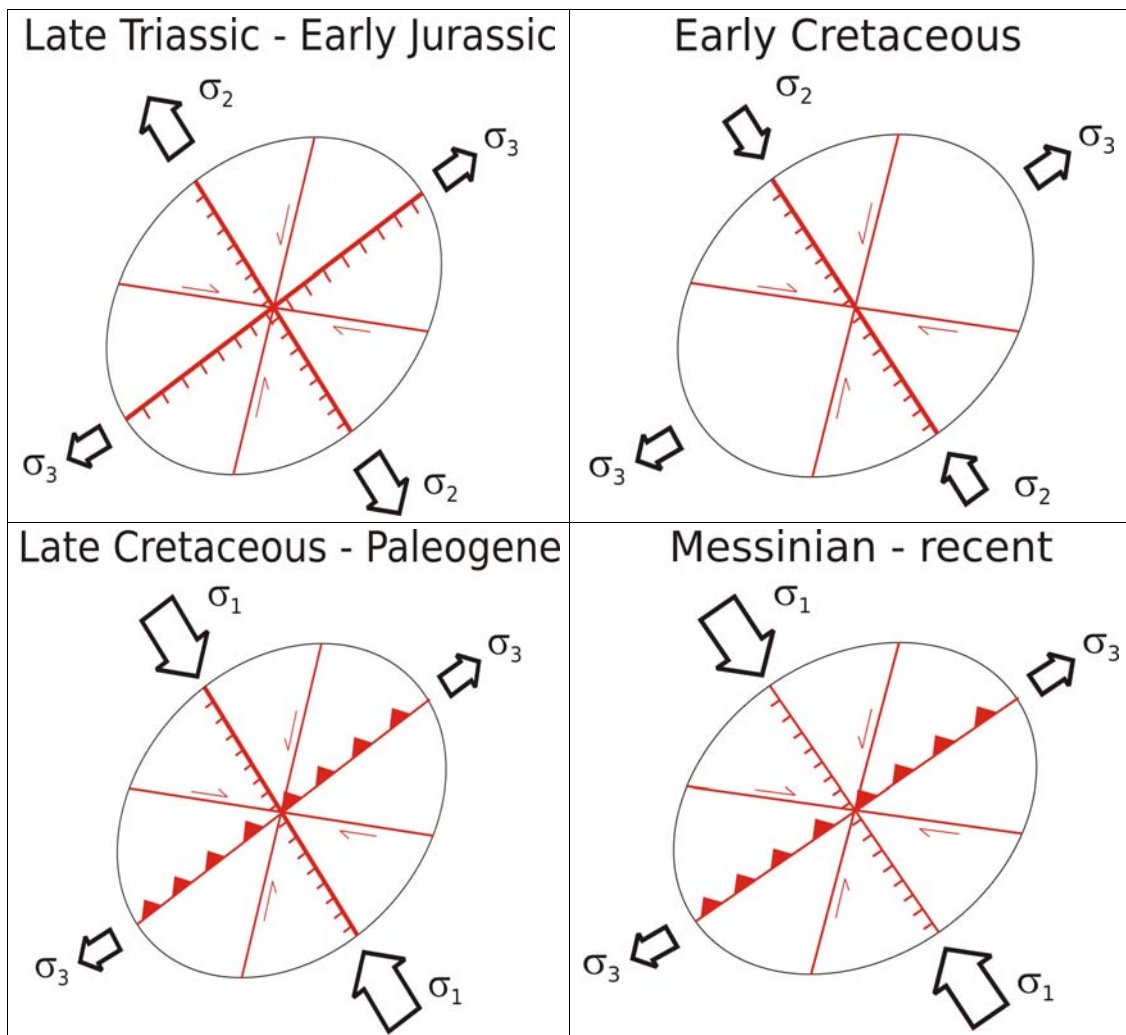 Late Triassic - Early Jurassic
σ2
σ3
σ3
σ2
Early Cretaceous
σ2
σ3
σ3
σ2
Late Cretaceous - Paleogene
σ1
σ3
σ3
σ1
Messinian - recent
σ1
σ3
σ3
σ1